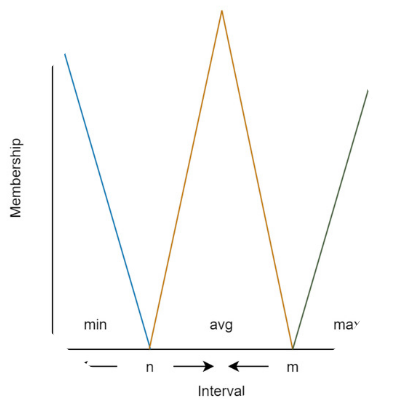 Membership
min avg
n m
Interval